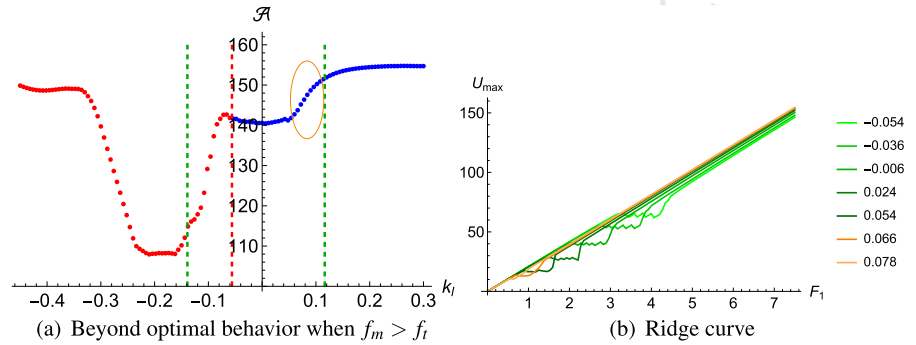 𝒜
160
150
140
130
120
110
−0.4 −0.3 −0.2 −0.1 0.1 0.2 0.3 k_l
(a) Beyond optimal behavior when f_m > f_t
U_max
150
100
50
1 2 3 4 5 6 7 F_1
−0.054
−0.036
−0.006
0.024
0.054
0.066
0.078
(b) Ridge curve